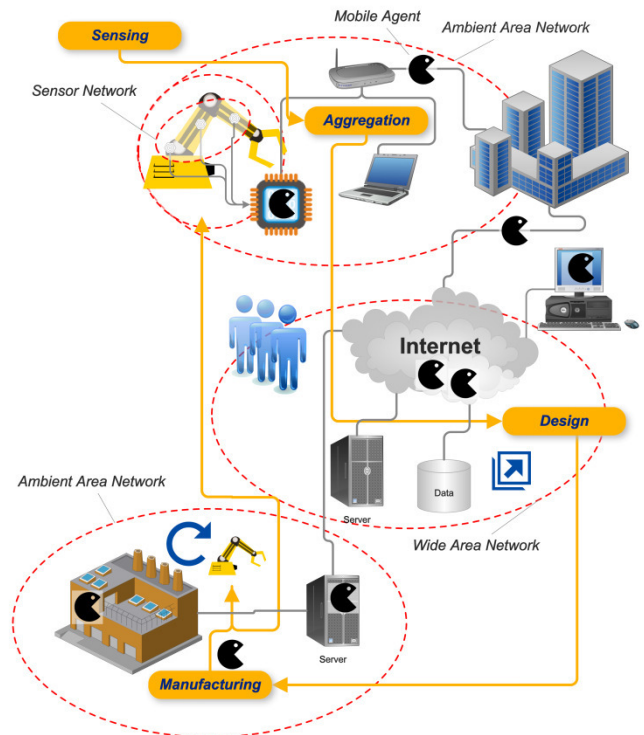 Mobile Agent
Ambient Area Network
Sensing
Sensor Network
Aggregation
Internet
Design
Server
Data
Ambient Area Network
Wide Area Network
Server
Manufacturing